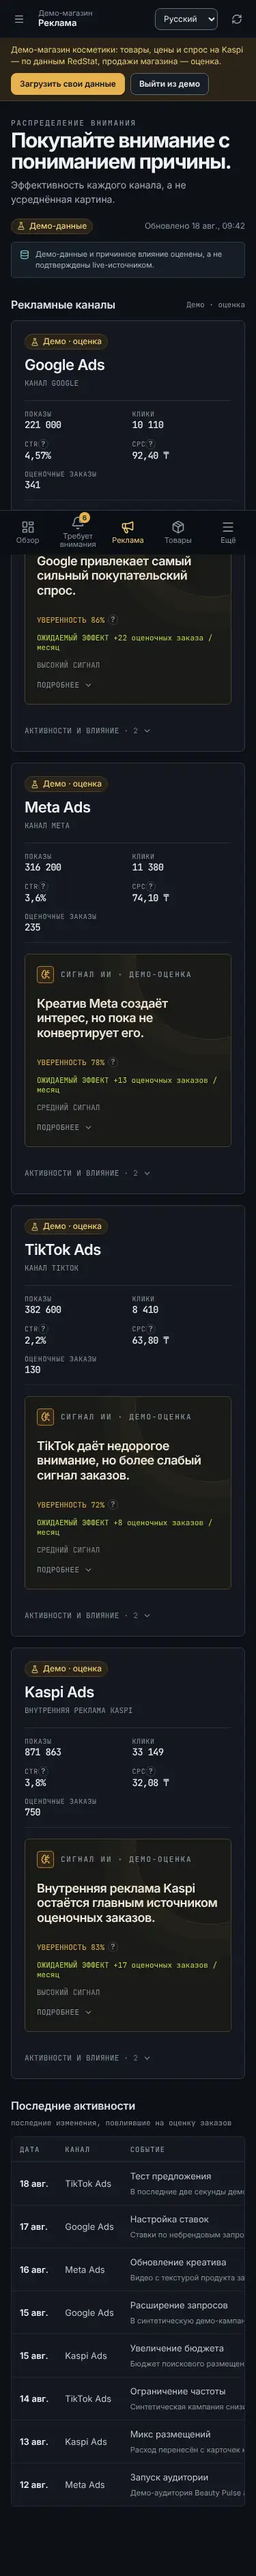 Демо-магазин
Реклама
Русский
Демо-магазин косметики: товары, цены и спрос на Kaspi
— по данным RedStat, продажи магазина — оценка.
Загрузить свои данные
Выйти из демо
РАСПРЕДЕЛЕНИЕ ВНИМАНИЯ
Покупайте внимание с
пониманием причины.
Эффективность каждого канала, а не
усреднённая картина.
Демо-данные
Обновлено 18 авг., 09:42
Демо-данные и причинное влияние оценены, а не
подтверждены live-источником.
Рекламные каналы
Демо · оценка
Демо · оценка
Google Ads
КАНАЛ GOOGLE
ПОКАЗЫ
КЛИКИ
221 000
10 110
CTR ?
CPC ?
4,57%
92,40 ₸
ОЦЕНОЧНЫЕ ЗАКАЗЫ
341
6
Обзор
Требует
внимания
Реклама
Товары
Ещё
Google привлекает самый
сильный покупательский
спрос.
УВЕРЕННОСТЬ 86% ?
ОЖИДАЕМЫЙ ЭФФЕКТ +22 оценочных заказа /
месяц
ВЫСОКИЙ СИГНАЛ
ПОДРОБНЕЕ
АКТИВНОСТИ И ВЛИЯНИЕ · 2
Демо · оценка
Meta Ads
КАНАЛ META
ПОКАЗЫ
КЛИКИ
316 200
11 380
CTR ?
CPC ?
3,6%
74,10 ₸
ОЦЕНОЧНЫЕ ЗАКАЗЫ
235
СИГНАЛ ИИ · ДЕМО-ОЦЕНКА
Креатив Meta создаёт
интерес, но пока не
конвертирует его.
УВЕРЕННОСТЬ 78% ?
ОЖИДАЕМЫЙ ЭФФЕКТ +13 оценочных заказов /
месяц
СРЕДНИЙ СИГНАЛ
ПОДРОБНЕЕ
АКТИВНОСТИ И ВЛИЯНИЕ · 2
Демо · оценка
TikTok Ads
КАНАЛ TIKTOK
ПОКАЗЫ
КЛИКИ
382 600
8 410
CTR ?
CPC ?
2,2%
63,80 ₸
ОЦЕНОЧНЫЕ ЗАКАЗЫ
130
СИГНАЛ ИИ · ДЕМО-ОЦЕНКА
TikTok даёт недорогое
внимание, но более слабый
сигнал заказов.
УВЕРЕННОСТЬ 72% ?
ОЖИДАЕМЫЙ ЭФФЕКТ +8 оценочных заказов /
месяц
СРЕДНИЙ СИГНАЛ
ПОДРОБНЕЕ
АКТИВНОСТИ И ВЛИЯНИЕ · 2
Демо · оценка
Kaspi Ads
ВНУТРЕННЯЯ РЕКЛАМА KASPI
ПОКАЗЫ
КЛИКИ
871 863
33 149
CTR ?
CPC ?
3,8%
32,08 ₸
ОЦЕНОЧНЫЕ ЗАКАЗЫ
750
СИГНАЛ ИИ · ДЕМО-ОЦЕНКА
Внутренняя реклама Kaspi
остаётся главным источником
оценочных заказов.
УВЕРЕННОСТЬ 83% ?
ОЖИДАЕМЫЙ ЭФФЕКТ +17 оценочных заказов /
месяц
ВЫСОКИЙ СИГНАЛ
ПОДРОБНЕЕ
АКТИВНОСТИ И ВЛИЯНИЕ · 2
Последние активности
последние изменения, повлиявшие на оценку заказов
ДАТА КАНАЛ СОБЫТИЕ
18 авг. TikTok Ads Тест предложения
В последние две секунды
17 авг. Google Ads Настройка ставок
Ставки по небрендовым
16 авг. Meta Ads Обновление креатива
Видео с текстурой продукта
15 авг. Google Ads Расширение запросов
В синтетическую
15 авг. Kaspi Ads Увеличение бюджета
Бюджет поискового
14 авг. TikTok Ads Ограничение частоты
Синтетическая кампания
13 авг. Kaspi Ads Микс размещений
Расход перенесён с карточек
12 авг. Meta Ads Запуск аудитории
Демо-аудитория Beauty Pulse